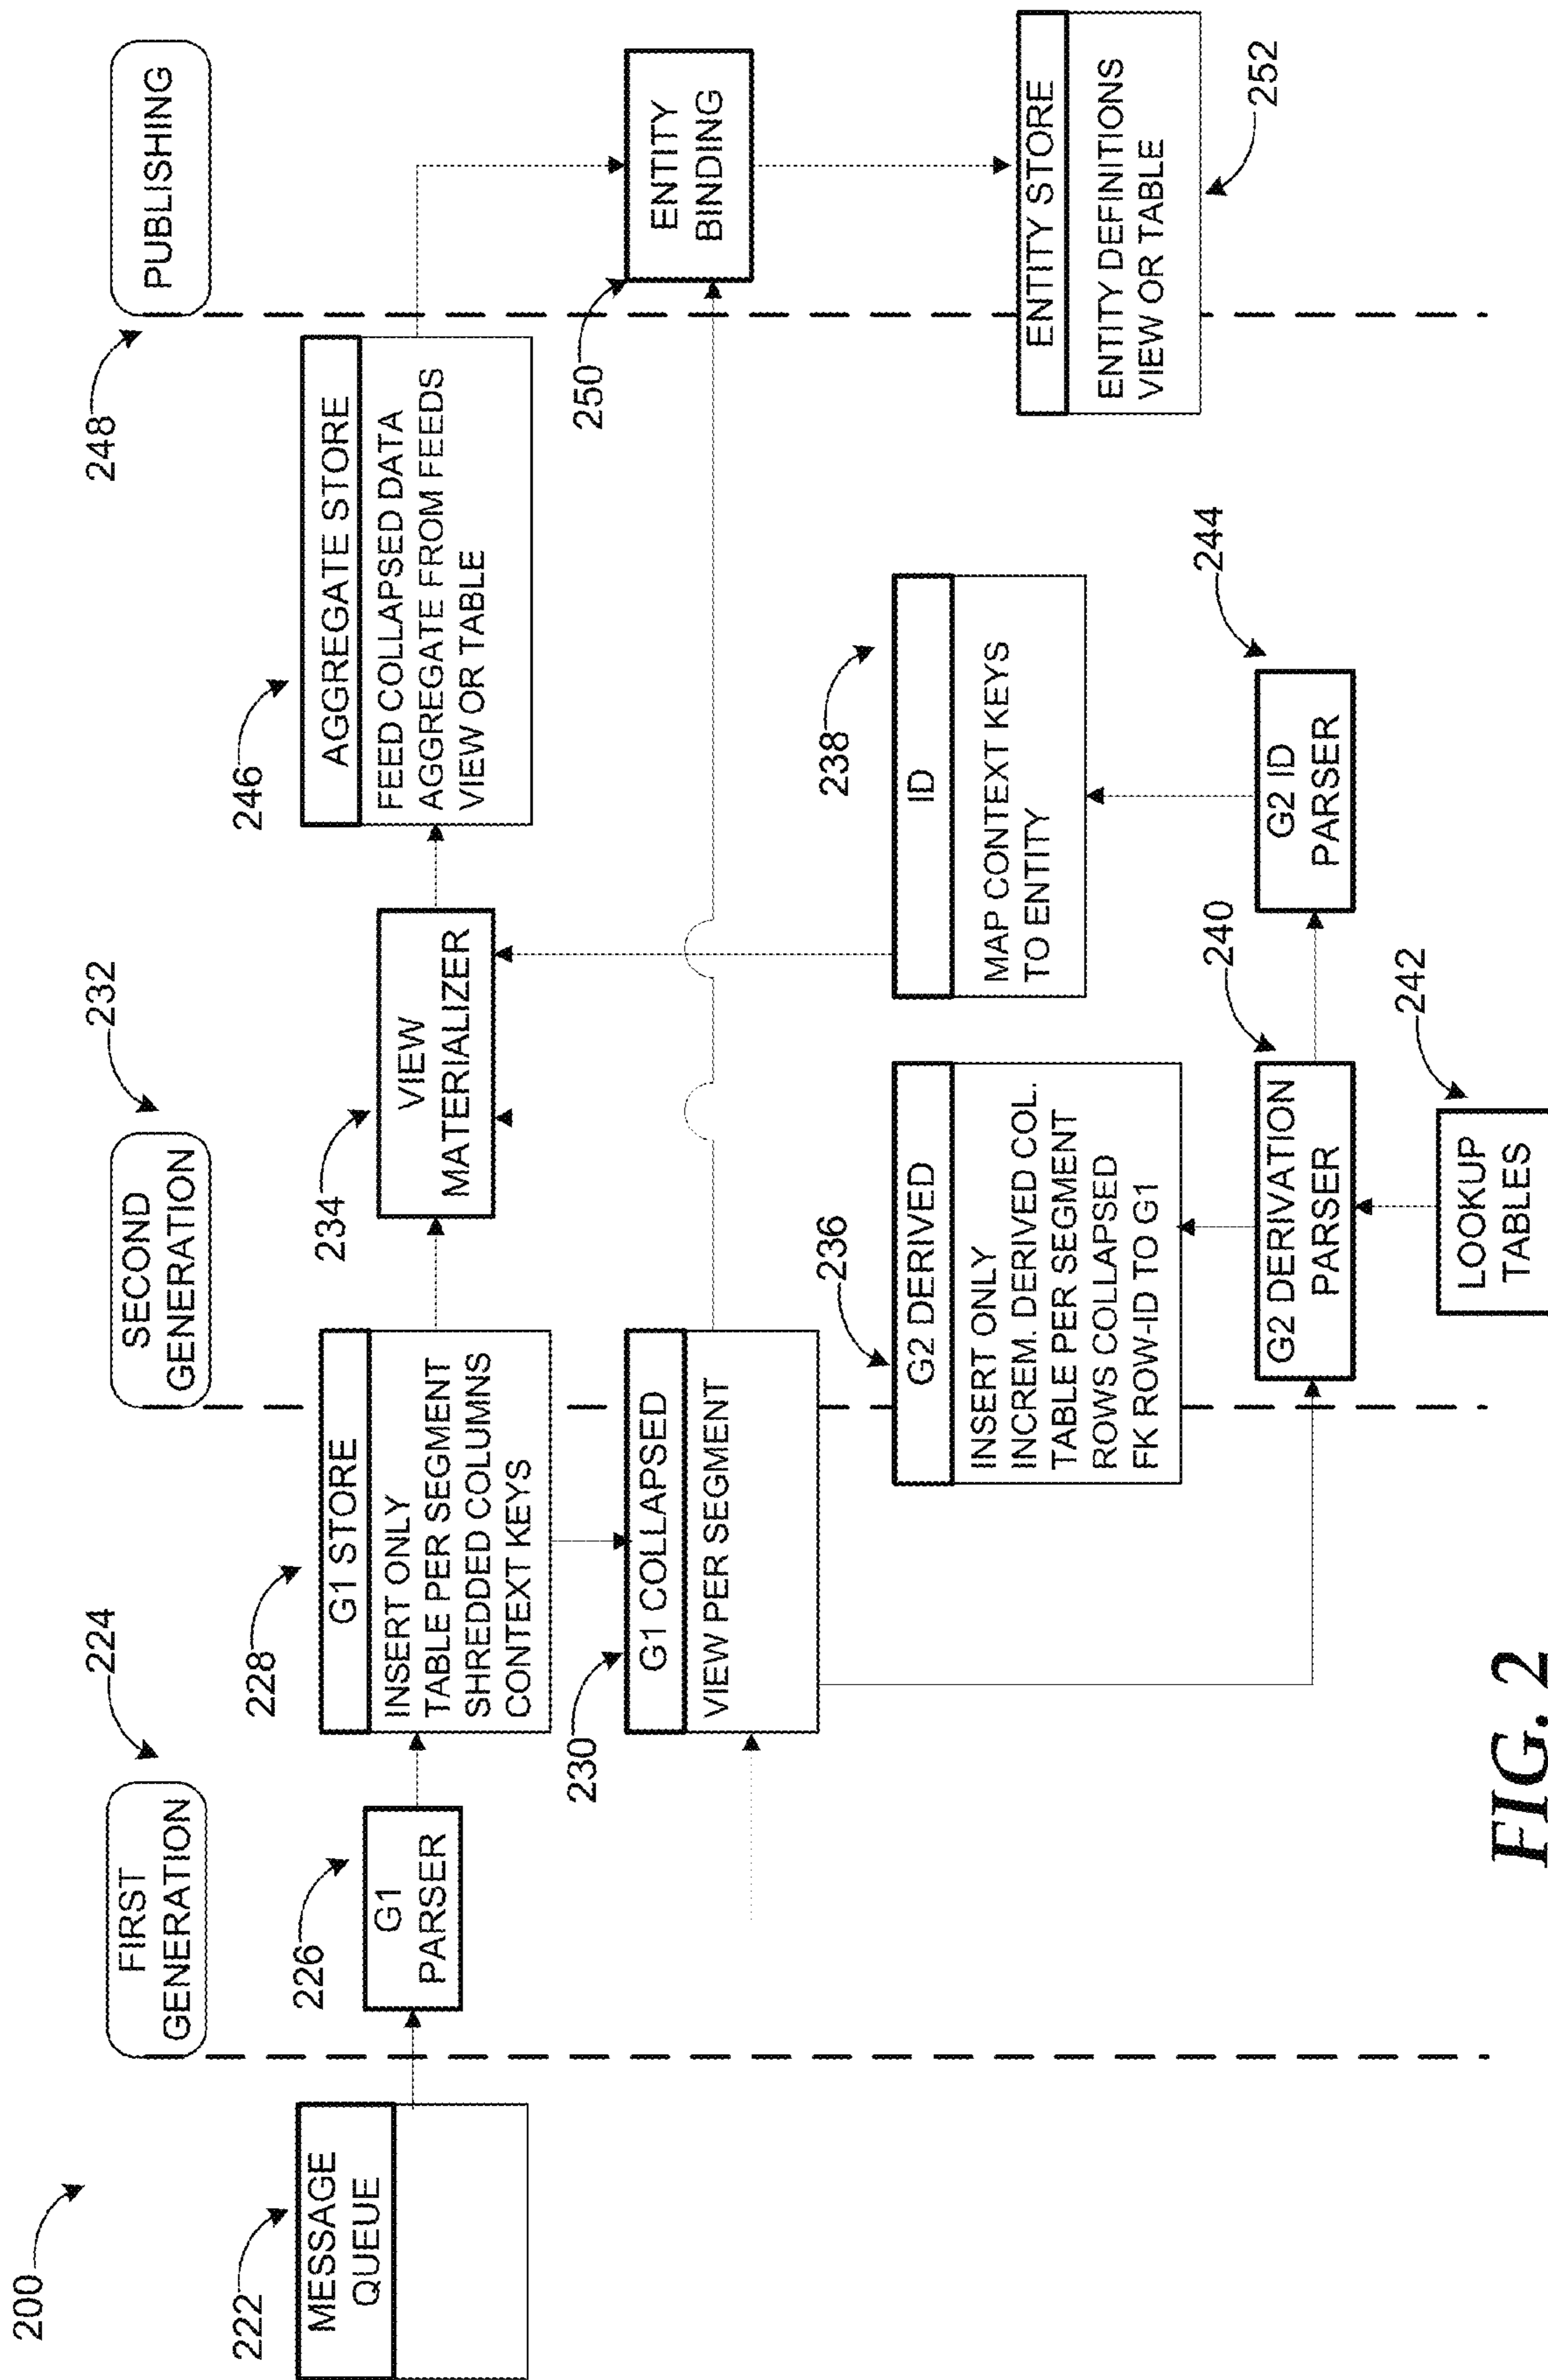 200
FIRST
GENERATION
224
SECOND
GENERATION
232
PUBLISHING
248
222
MESSAGE
QUEUE
226
G1
PARSER
228
G1 STORE
INSERT ONLY
TABLE PER SEGMENT
SHREDDED COLUMNS
CONTEXT KEYS
234
VIEW
MATERIALIZER
246
AGGREGATE STORE
FEED COLLAPSED DATA
AGGREGATE FROM FEEDS
VIEW OR TABLE
230
G1 COLLAPSED
VIEW PER SEGMENT
250
ENTITY
BINDING
236
G2 DERIVED
INSERT ONLY
INCREM. DERIVED COL.
TABLE PER SEGMENT
ROWS COLLAPSED
FK ROW-ID TO G1
238
ID
MAP CONTEXT KEYS
TO ENTITY
ENTITY STORE
ENTITY DEFINITIONS
VIEW OR TABLE
252
G2 DERIVATION
PARSER
240
G2 ID
PARSER
244
LOOKUP
TABLES
242
FIG. 2